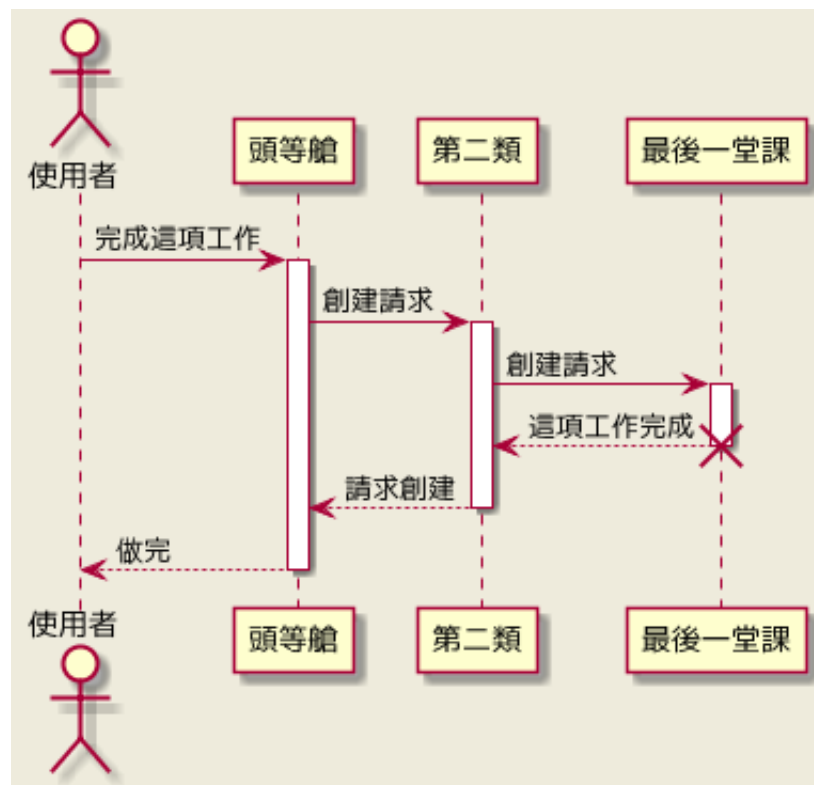 使用者
頭等艙
第二類
最後一堂課
完成這項工作
創建請求
創建請求
這項工作完成
請求創建
做完
使用者
頭等艙
第二類
最後一堂課